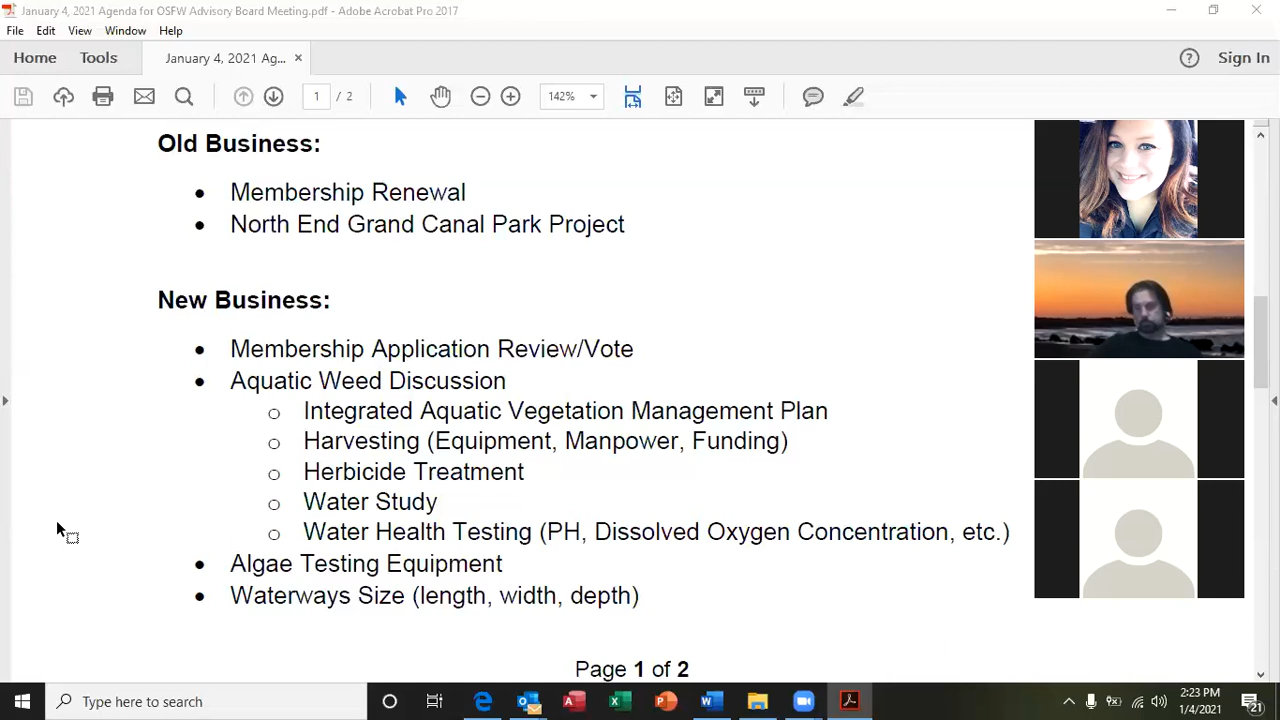 January 4, 2021 Agenda for OSFW Advisory Board Meeting.pdf - Adobe Acrobat Pro 2017
File Edit View Window Help
Home Tools January 4, 2021 Ag... × Sign In
1 / 2 142%
Old Business:
• Membership Renewal
• North End Grand Canal Park Project
New Business:
• Membership Application Review/Vote
• Aquatic Weed Discussion
o Integrated Aquatic Vegetation Management Plan
o Harvesting (Equipment, Manpower, Funding)
o Herbicide Treatment
o Water Study
o Water Health Testing (PH, Dissolved Oxygen Concentration, etc.)
• Algae Testing Equipment
• Waterways Size (length, width, depth)
Page 1 of 2
Type here to search
2:23 PM
1/4/2021
21